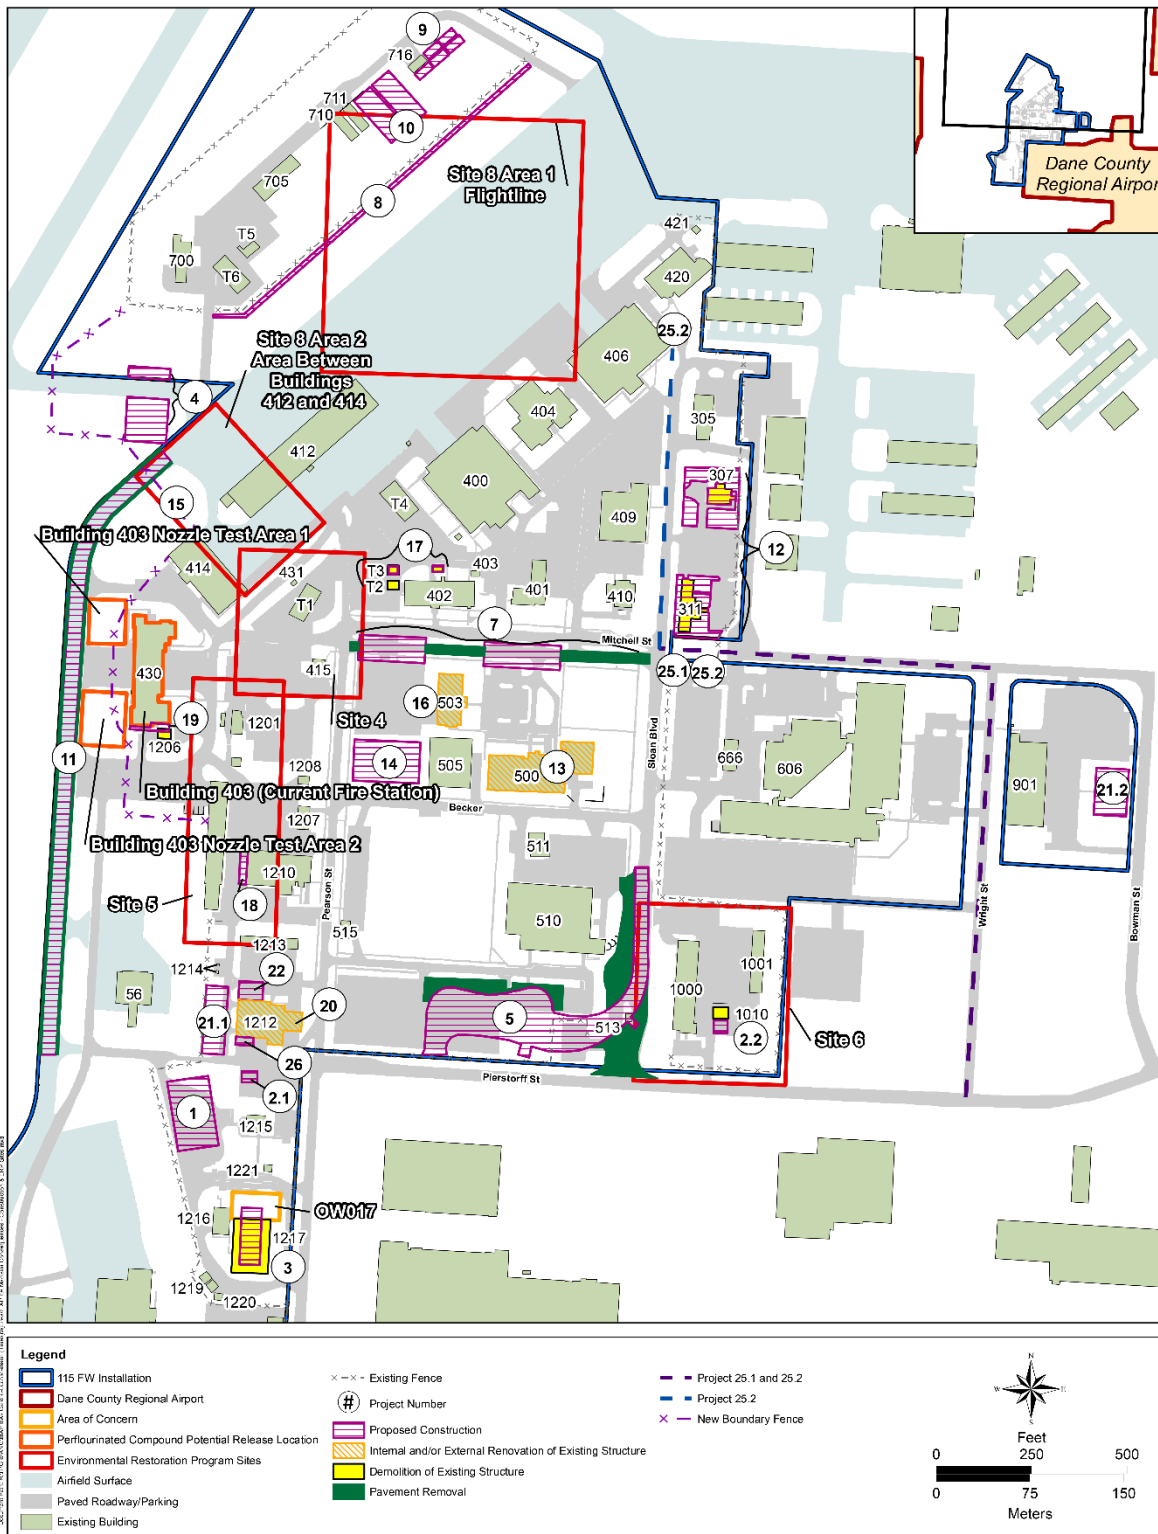 9
716
711
710
10
Site 8 Area 1
Flightline
Dane County
Regional Airpor
705
8
T5
700
T6
421
420
25.2
Site 8 Area 2
Area Between
Buildings
412 and 414
406
4
404
305
412
400
307
T4
15
409
Building 403 Nozzle Test Area 1
17
12
414
431
T3
403
T2
402
401
410
311
T1
7
Mitchell St
415
25.1
25.2
430
16
503
Site 4
19
1201
1206
Sloan Blvd
11
14
505
13
500
666
606
901
21.2
1208
Building 403 (Current Fire Station)
Becker
1207
Building 403 Nozzle Test Area 2
511
1210
Pearson St
Site 5
18
510
Wright St
Bowman St
515
1213
1214
22
1001
56
1000
20
21.1
1212
5
513
1010
2.2
Site 6
26
Pierstorff St
2.1
1
1215
1221
OW017
1216
1217
3
1219
1220
Legend
115 FW Installation
Dane County Regional Airport
Area of Concern
Perflourinated Compound Potential Release Location
Environmental Restoration Program Sites
Airfield Surface
Paved Roadway/Parking
Existing Building
Existing Fence
# Project Number
Proposed Construction
Internal and/or External Renovation of Existing Structure
Demolition of Existing Structure
Pavement Removal
Project 25.1 and 25.2
Project 25.2
New Boundary Fence
N
W E
S
Feet
0 250 500
0 75 150
Meters